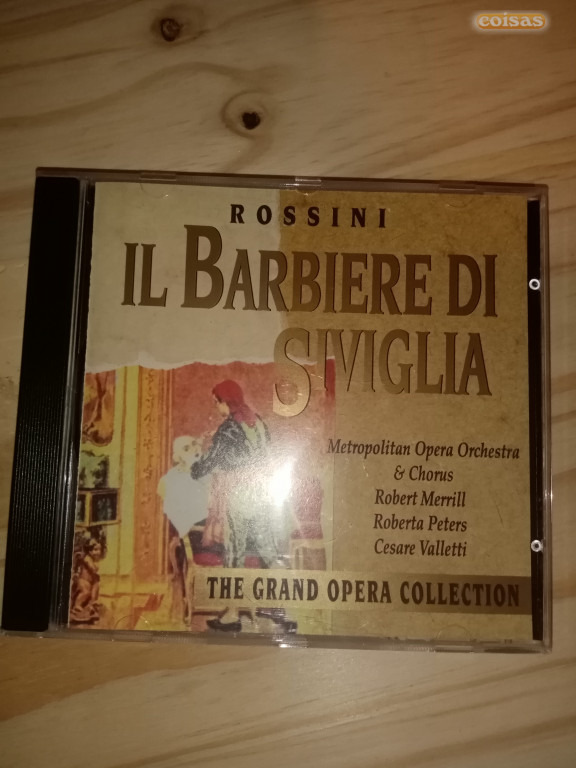 coisas
ROSSINI
IL BARBIERE DI
SIVIGLIA
Metropolitan Opera Orchestra
& Chorus
Robert Merrill
Roberta Peters
Cesare Valletti
THE GRAND OPERA COLLECTION